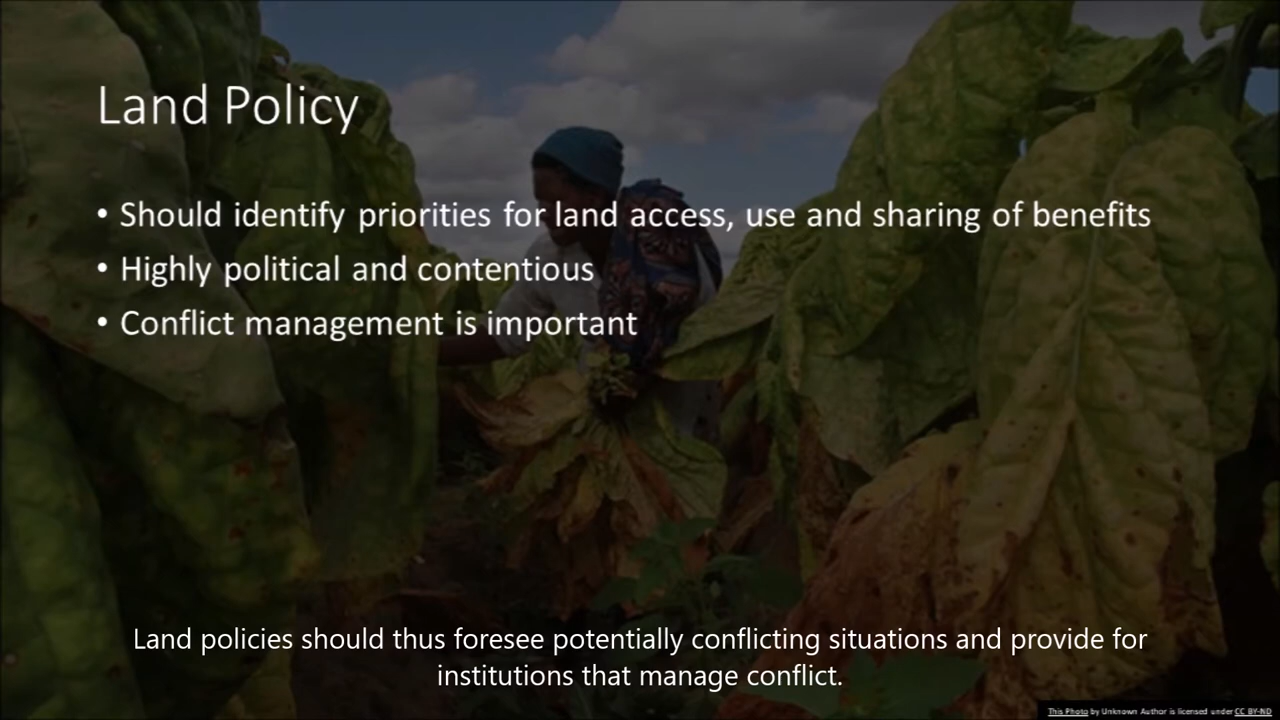 Land Policy
• Should identify priorities for land access, use and sharing of benefits
• Highly political and contentious
• Conflict management is important
Land policies should thus foresee potentially conflicting situations and provide for
institutions that manage conflict.
This Photo by Unknown Author is licensed under CC BY-ND